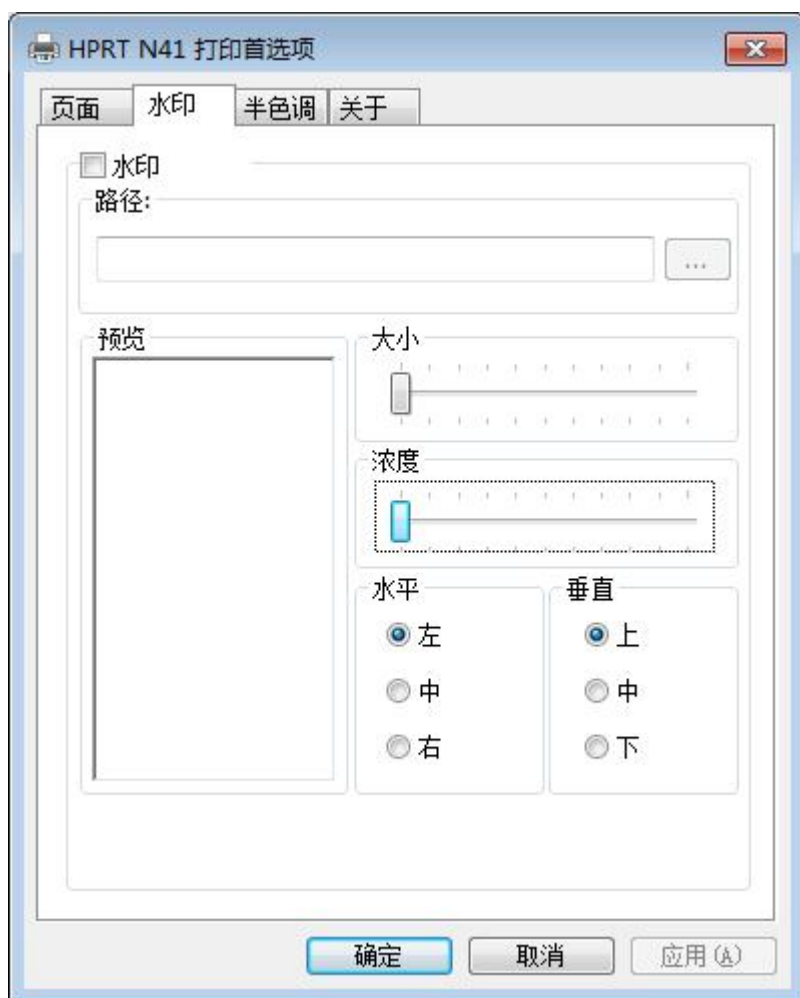 HPRT N41 打印首选项
页面 水印 半色调 关于
水印
路径:
...
预览
大小
浓度
水平 垂直
左 上
中 中
右 下
确定 取消 应用(A)